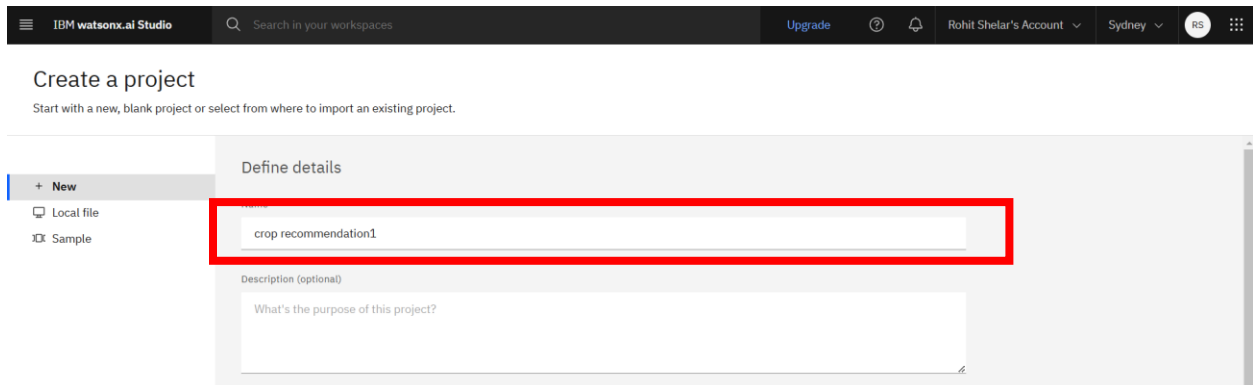 IBM watsonx.ai Studio
Search in your workspaces
Upgrade
Rohit Shelar's Account
Sydney
RS
Create a project
Start with a new, blank project or select from where to import an existing project.
+ New
Local file
Sample
Define details
Name
crop recommendation1
Description (optional)
What's the purpose of this project?